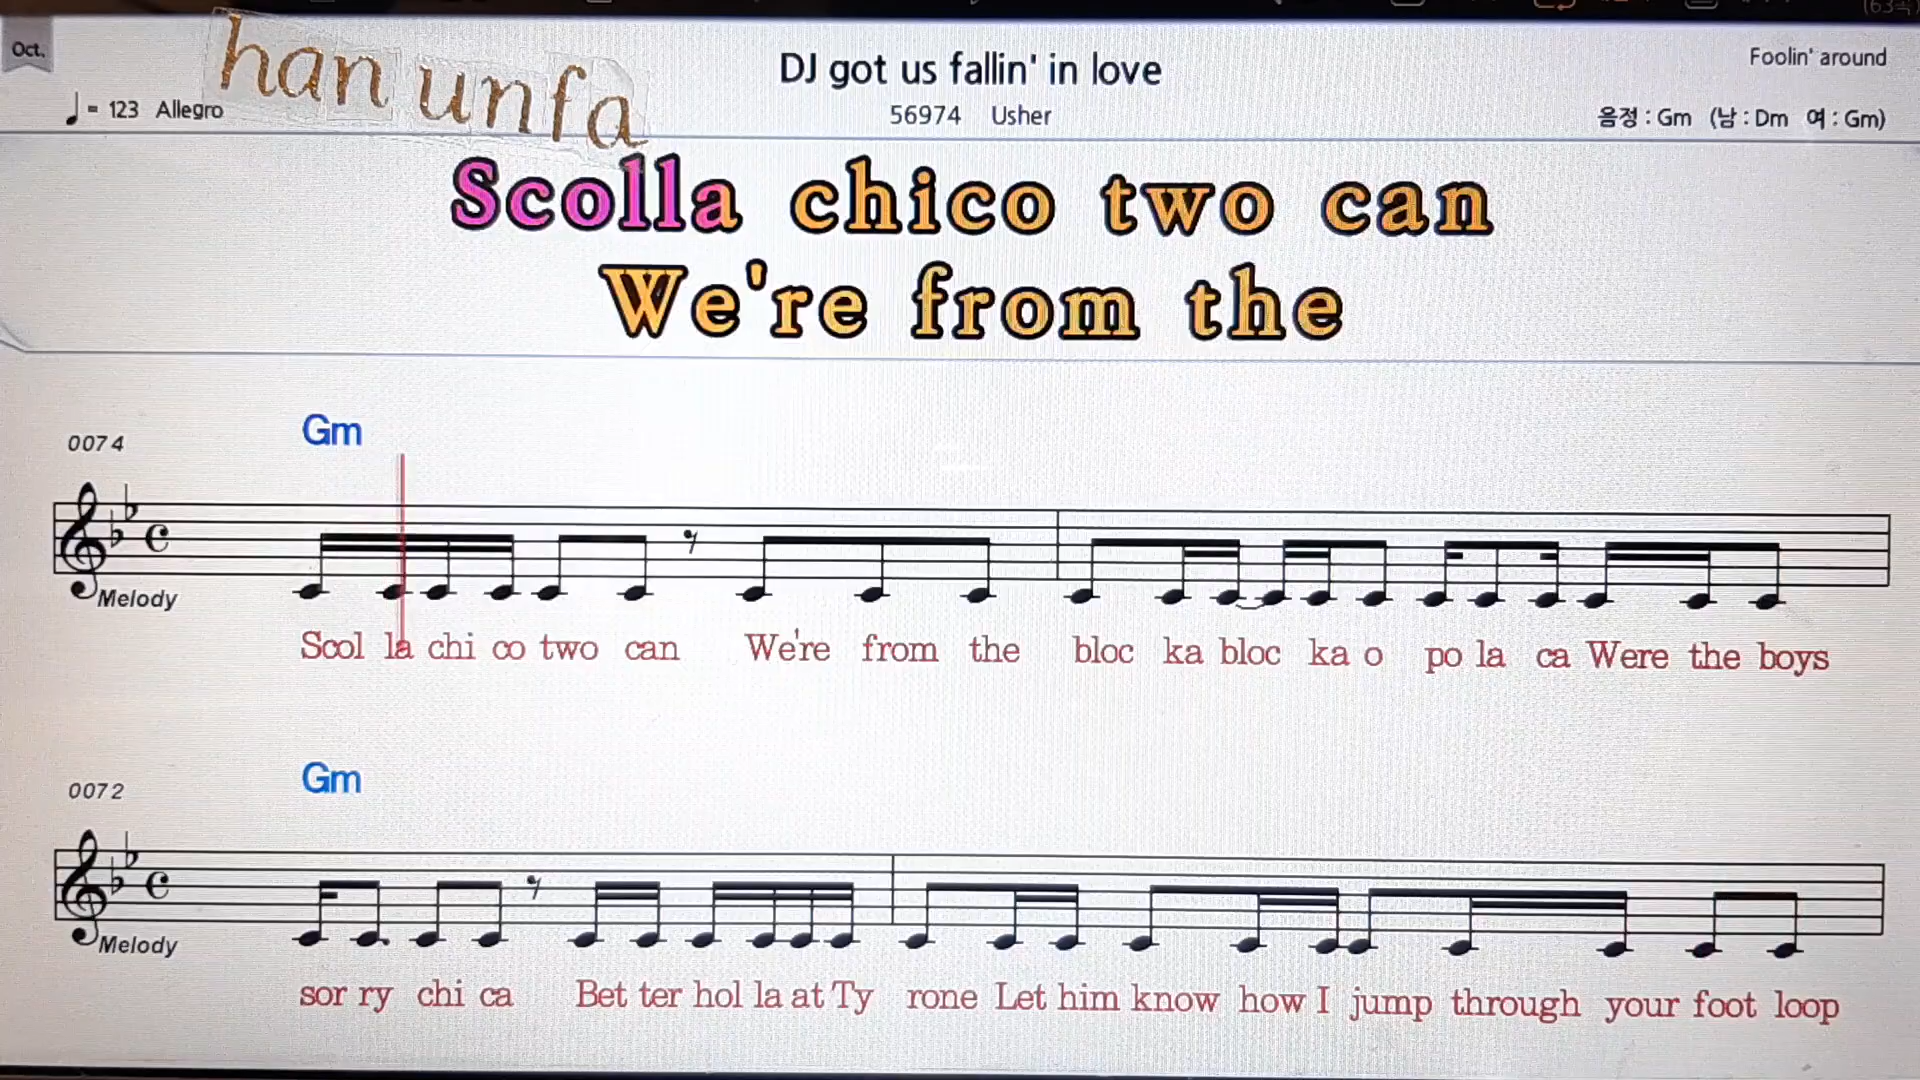 (63곡)
Oct.
han unfa
DJ got us fallin' in love
Foolin' around
= 123 Allegro
56974 Usher
음정 : Gm (남 : Dm 여 : Gm)
Scolla chico two can
We're from the
Gm
0074
Melody
Scol la chi co two can We're from the bloc ka bloc ka o po la ca Were the boys
Gm
0072
Melody
sor ry chi ca Bet ter hol la at Ty rone Let him know how I jump through your foot loop